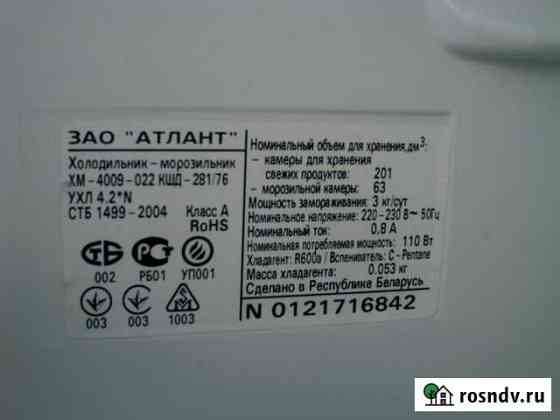 ЗАО "АТЛАНТ"
Холодильник – морозильник
ХМ – 4009 – 022 КШД – 281/76
УХЛ 4.2*N
СТБ 1499 – 2004 Класс А
RoHS
СТБ РСТ
002 РБ01 УП001
003 003 1003
Номинальный объем для хранения, дм³:
– камеры для хранения
свежих продуктов: 201
– морозильной камеры: 63
Мощность замораживания: 3 кг/сут
Номинальное напряжение: 220 – 230 В ~ 50Гц
Номинальный ток: 0,8 А
Номинальная потребляемая мощность: 110 Вт
Хладагент: R600a / Вспениватель: C – Pentane
Масса хладагента: 0.053 кг
Сделано в Республике Беларусь
N 0121716842
rosndv.ru